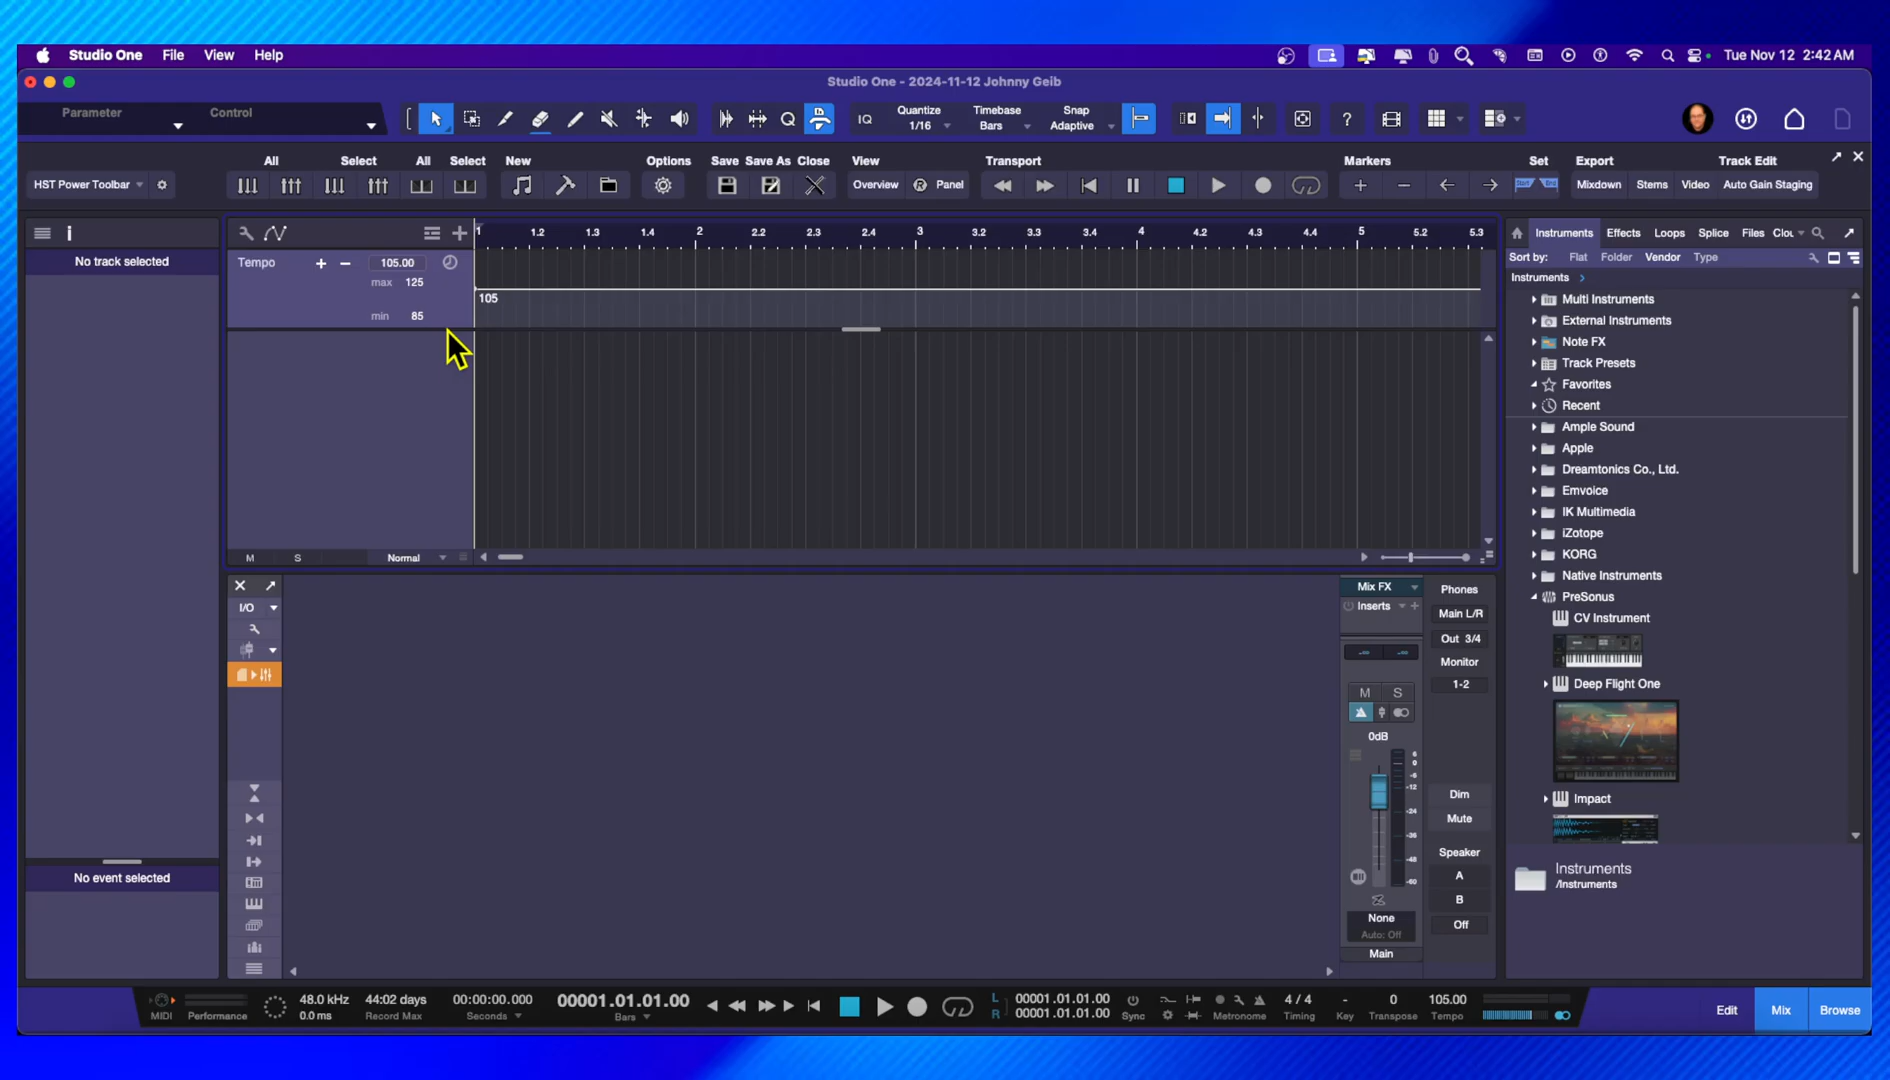 Studio One File View Help
Tue Nov 12 2:42 AM
Studio One - 2024-11-12 Johnny Geib
Parameter Control
IQ
Quantize
1/16
Timebase
Bars
Snap
Adaptive
?
All Select All Select New Options Save Save As Close View Transport Markers Set Export Track Edit
HST Power Toolbar
Overview R Panel
Start End
Mixdown Stems Video Auto Gain Staging
i
1 1.2 1.3 1.4 2 2.2 2.3 2.4 3 3.2 3.3 3.4 4 4.2 4.3 4.4 5 5.2 5.3
No track selected
Tempo + − 105.00
max 125
min 85
105
M S Normal
Instruments Effects Loops Splice Files Clou
Sort by: Flat Folder Vendor Type
Instruments
Multi Instruments
External Instruments
Note FX
Track Presets
Favorites
Recent
Ample Sound
Apple
Dreamtonics Co., Ltd.
Emvoice
IK Multimedia
iZotope
KORG
Native Instruments
PreSonus
CV Instrument
Deep Flight One
Impact
Instruments
/Instruments
I/O
Mix FX
Inserts
-∞ -∞
M S
0dB
6
0
-6
-12
-24
-36
-48
-60
None
Auto: Off
Main
Phones
Main L/R
Out 3/4
Monitor
1-2
Dim
Mute
Speaker
A
B
Off
No event selected
MIDI
Performance
48.0 kHz
0.0 ms
44:02 days
Record Max
00:00:00.000
Seconds
00001.01.01.00
Bars
L 00001.01.01.00
R 00001.01.01.00
Sync
Metronome
4 / 4
Timing
-
Key
0
Transpose
105.00
Tempo
Edit Mix Browse